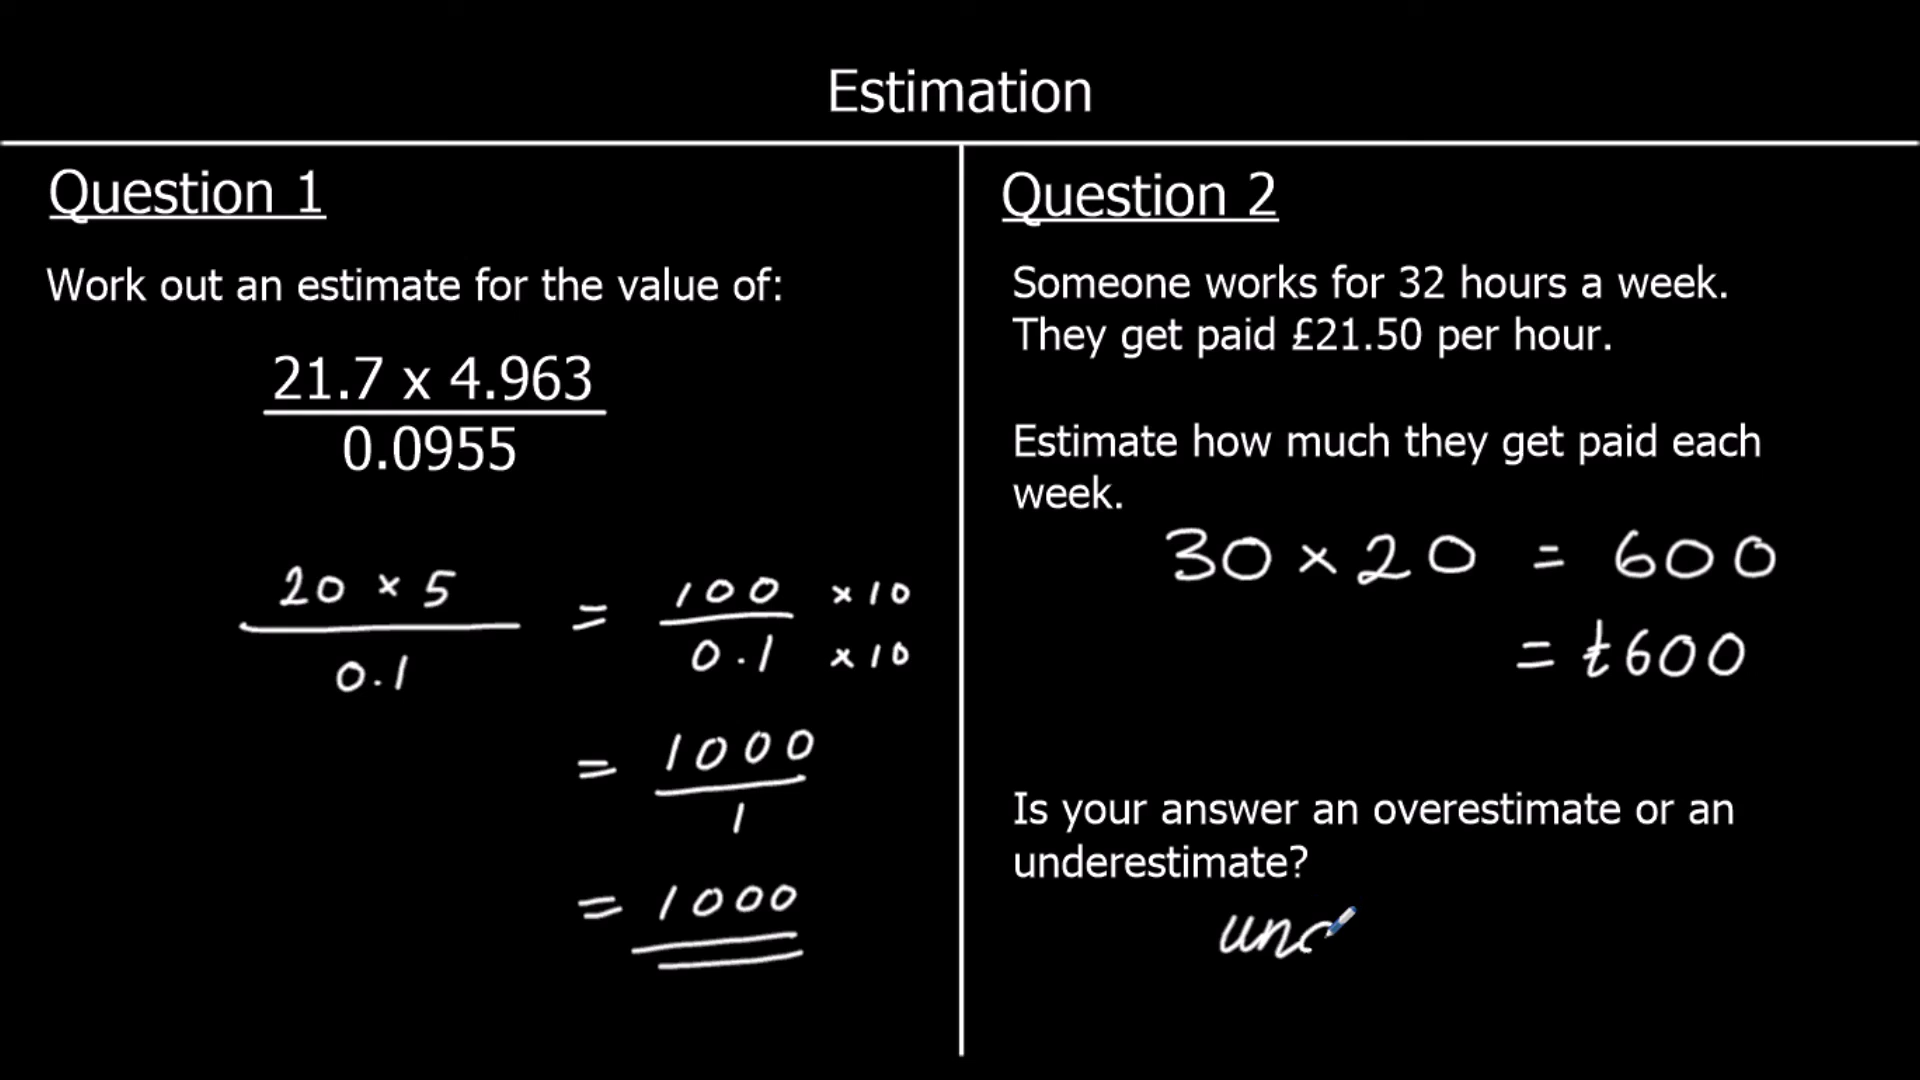 Estimation
Question 1
Work out an estimate for the value of:
21.7 x 4.963
0.0955
20 × 5
0.1
= 100 × 10
0.1 × 10
= 1000
1
= 1000
Question 2
Someone works for 32 hours a week.
They get paid £21.50 per hour.
Estimate how much they get paid each
week.
30 × 20 = 600
= £600
Is your answer an overestimate or an
underestimate?